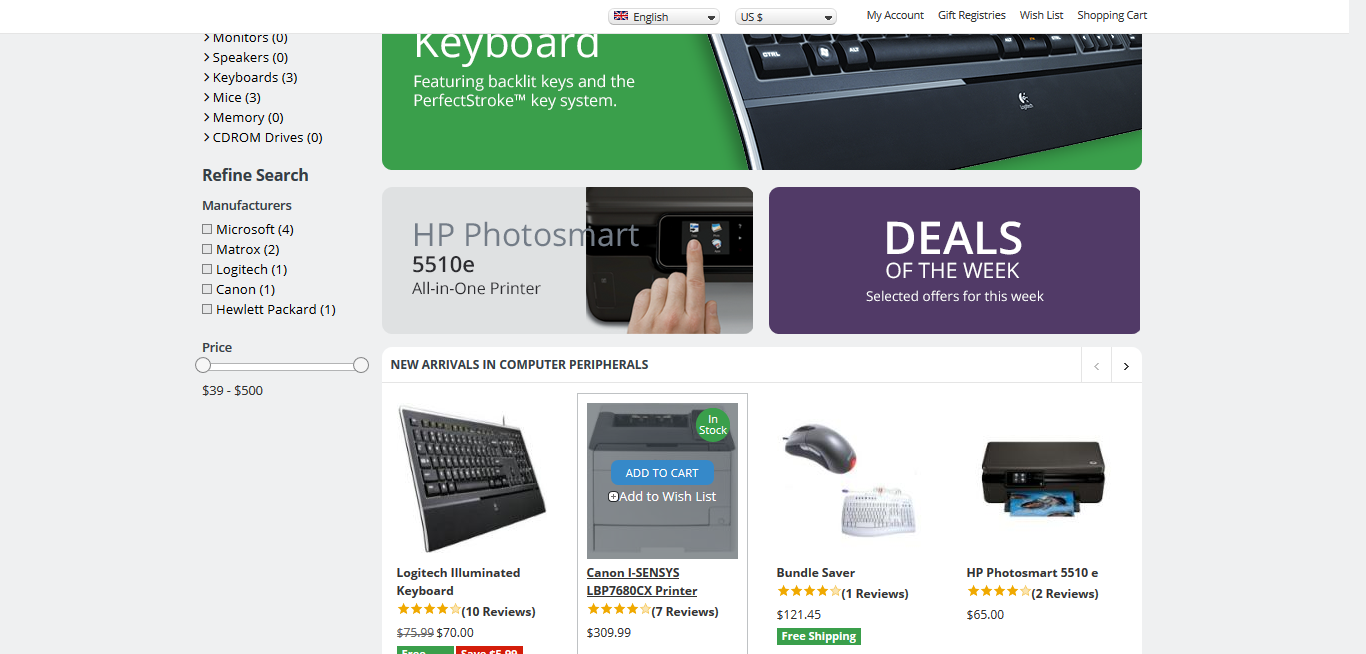 English
US $
My Account
Gift Registries
Wish List
Shopping Cart
Monitors (0)
Speakers (0)
Keyboards (3)
Mice (3)
Memory (0)
CDROM Drives (0)
Refine Search
Manufacturers
Microsoft (4)
Matrox (2)
Logitech (1)
Canon (1)
Hewlett Packard (1)
Price
$39 - $500
Keyboard
Featuring backlit keys and the
PerfectStroke™ key system.
CTRL
ALT
ALT
CTRL
Logitech
HP Photosmart
5510e
All-in-One Printer
DEALS
OF THE WEEK
Selected offers for this week
NEW ARRIVALS IN COMPUTER PERIPHERALS
Logitech Illuminated
Keyboard
(10 Reviews)
$75.99 $70.00
Free
Save $5.99
In
Stock
ADD TO CART
Add to Wish List
Canon I-SENSYS
LBP7680CX Printer
(7 Reviews)
$309.99
Bundle Saver
(1 Reviews)
$121.45
Free Shipping
HP Photosmart 5510 e
(2 Reviews)
$65.00